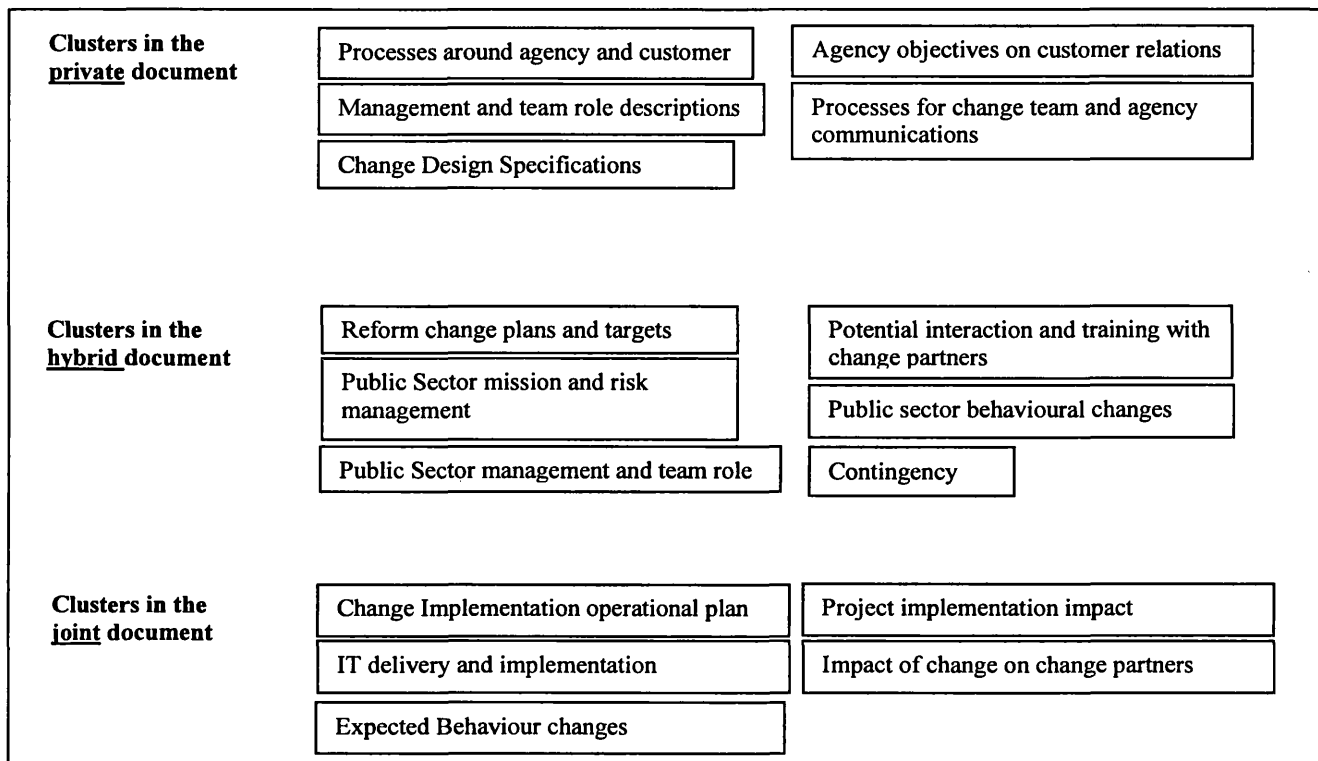 Clusters in the
private document
Processes around agency and customer
Agency objectives on customer relations
Management and team role descriptions
Processes for change team and agency
communications
Change Design Specifications
Clusters in the
hybrid document
Reform change plans and targets
Potential interaction and training with
change partners
Public Sector mission and risk
management
Public sector behavioural changes
Public Sector management and team role
Contingency
Clusters in the
joint document
Change Implementation operational plan
Project implementation impact
IT delivery and implementation
Impact of change on change partners
Expected Behaviour changes